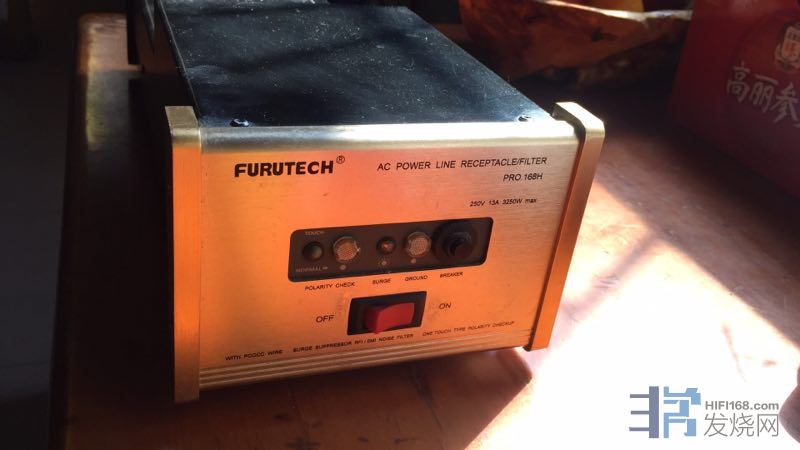 FURUTECH®
AC POWER LINE RECEPTACLE/FILTER
PRO.168H
250V 13A 3250W max
TOUCH
NORMAL
POLARITY CHECK SURGE GROUND BREAKER
OFF ON
WITH PCOCC WIRE SURGE SUPPRESSOR RFI/EMI NOISE FILTER ONE TOUCH TYPE POLARITY CHECKUP
高丽参
HIFI168.com
发烧网